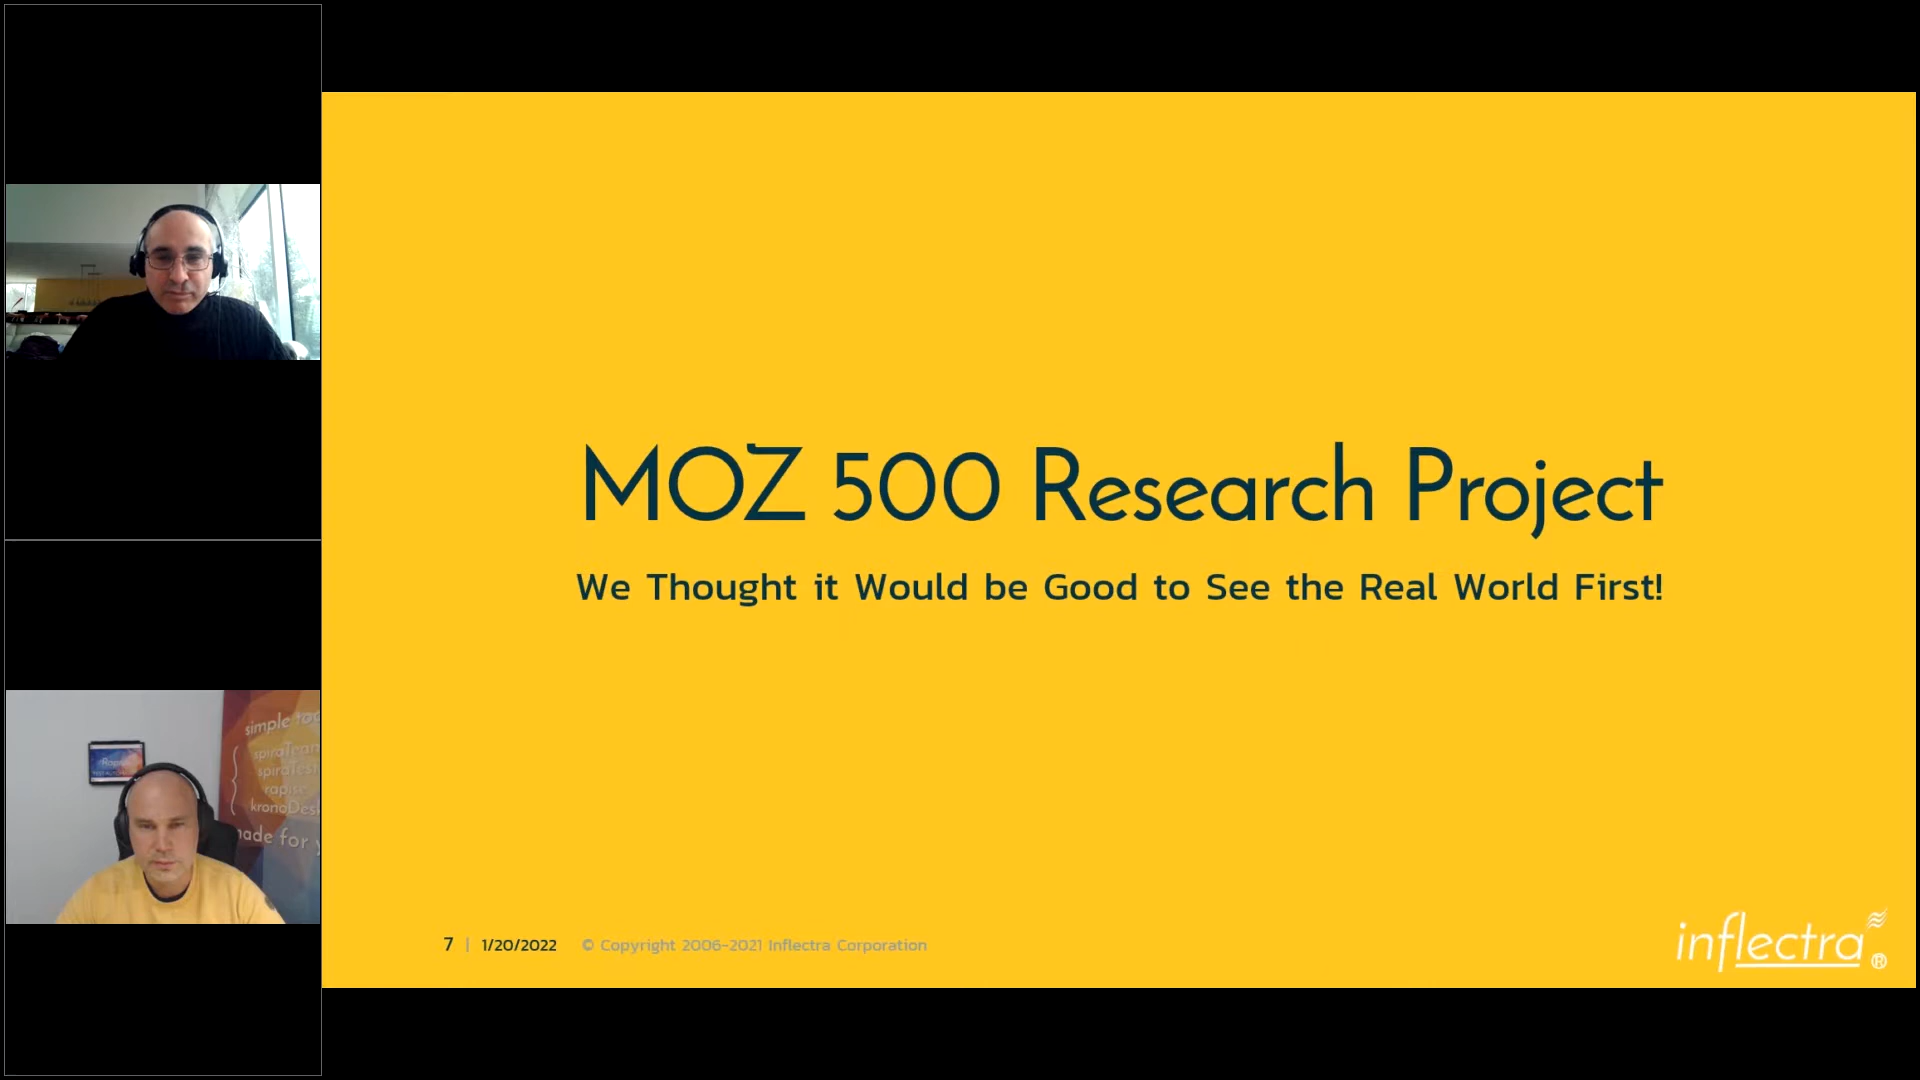 MOZ 500 Research Project
We Thought it Would be Good to See the Real World First!
7 | 1/20/2022 © Copyright 2006-2021 Inflectra Corporation
inflectra®
simple
spiraTeam
spiraTest
rapise
made for